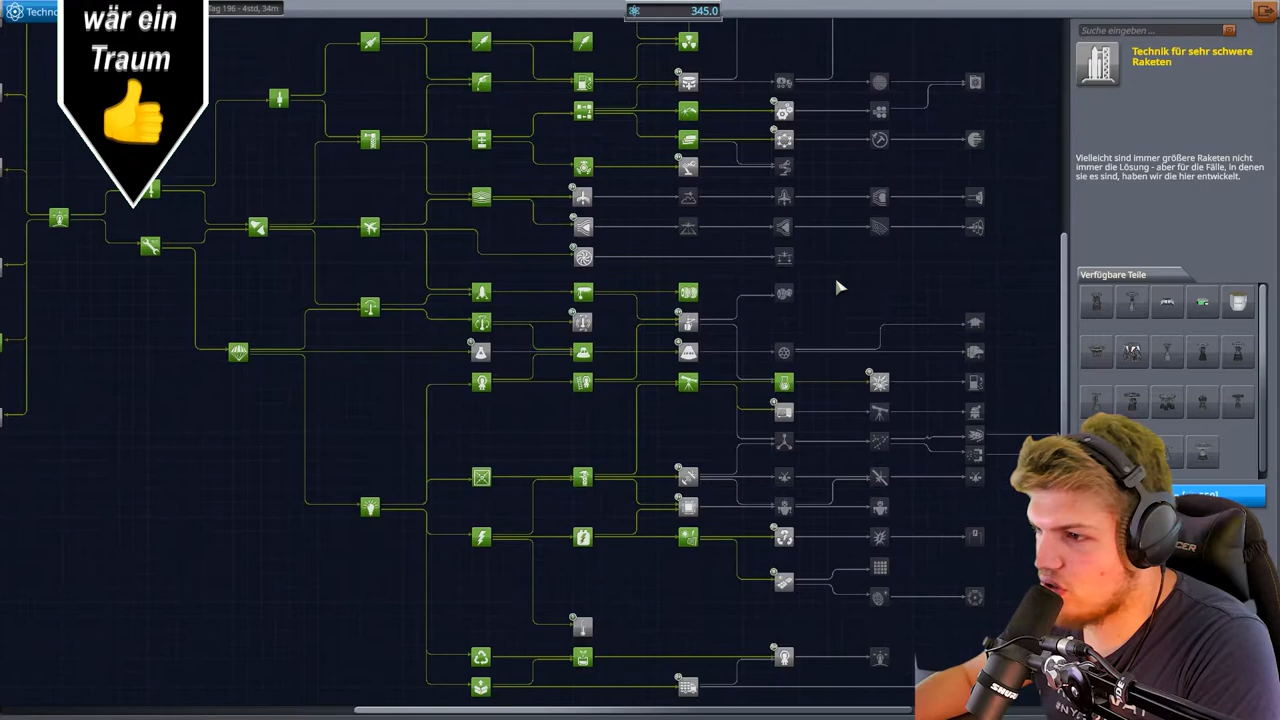 Techno
Tag 196 - 4std, 34m
345.0
wär ein
Traum
Suche eingeben ...
Technik für sehr schwere
Raketen
Vielleicht sind immer größere Raketen nicht
immer die Lösung - aber für die Fälle, in denen
sie es sind, haben wir die hier entwickelt.
Verfügbare Teile
SHURE